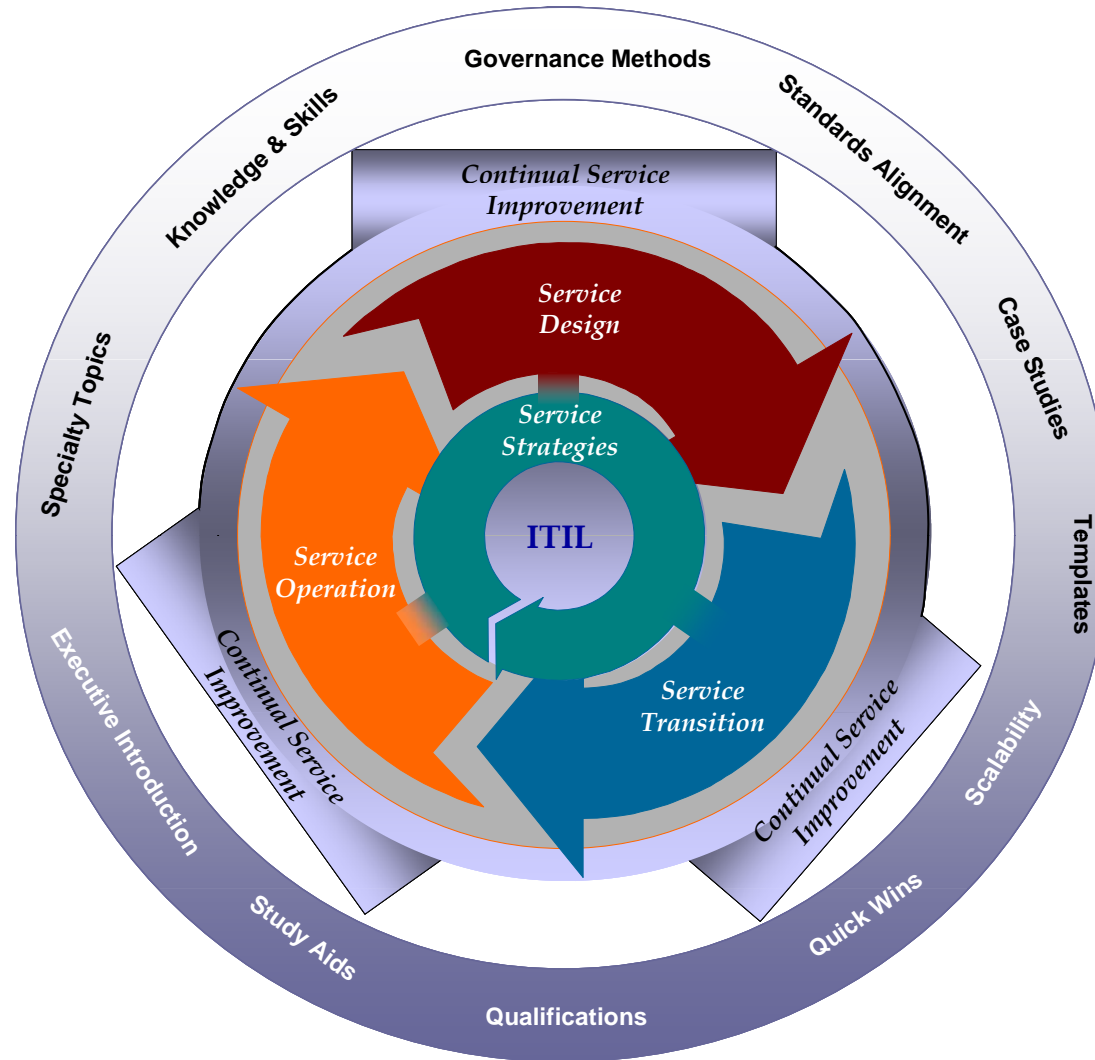 Governance Methods
Standards Alignment
Case Studies
Templates
Scalability
Quick Wins
Qualifications
Study Aids
Executive Introduction
Specialty Topics
Knowledge & Skills
Continual Service
Improvement
Service
Design
Service
Strategies
ITIL
Service
Operation
Service
Transition
Continual Service
Improvement
Continual Service
Improvement